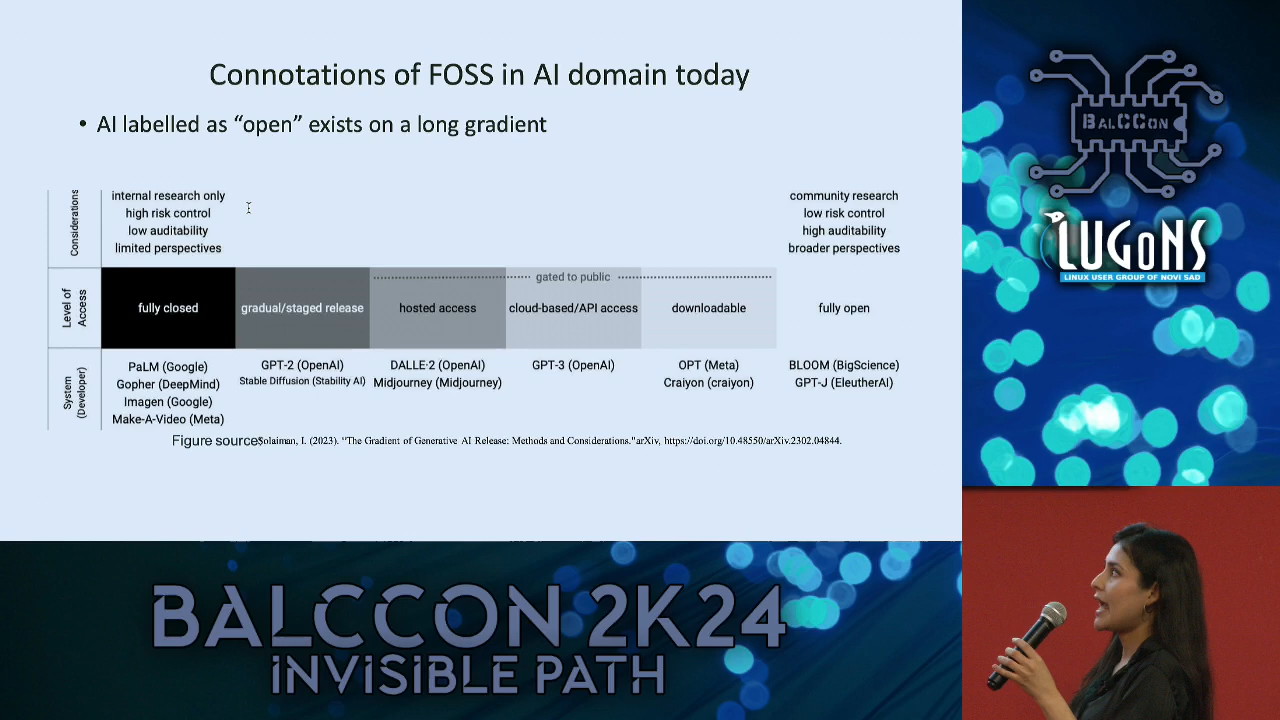 Connotations of FOSS in AI domain today
• AI labelled as “open” exists on a long gradient
Considerations
internal research only
high risk control
low auditability
limited perspectives
community research
low risk control
high auditability
broader perspectives
Level of
Access
gated to public
fully closed
gradual/staged release
hosted access
cloud-based/API access
downloadable
fully open
System
(Developer)
PaLM (Google)
Gopher (DeepMind)
Imagen (Google)
Make-A-Video (Meta)
GPT-2 (OpenAI)
Stable Diffusion (Stability AI)
DALLE·2 (OpenAI)
Midjourney (Midjourney)
GPT-3 (OpenAI)
OPT (Meta)
Craiyon (craiyon)
BLOOM (BigScience)
GPT-J (EleutherAI)
Figure source: Solaiman, I. (2023). "The Gradient of Generative AI Release: Methods and Considerations."arXiv, https://doi.org/10.48550/arXiv.2302.04844.
BALCCON
LUGONS
LINUX USER GROUP OF NOVI SAD
BALCCON 2K24
INVISIBLE PATH